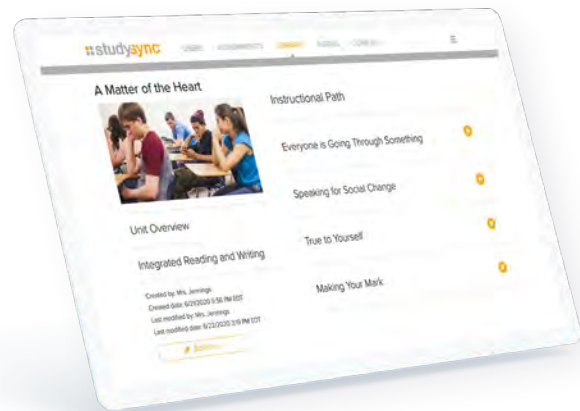 studysync
A Matter of the Heart
Unit Overview
Integrated Reading and Writing
Created by: Mrs. Jennings
Last modified by: Mrs. Jennings
Instructional Path
Everyone is Going Through Something
Speaking for Social Change
True to Yourself
Making Your Mark